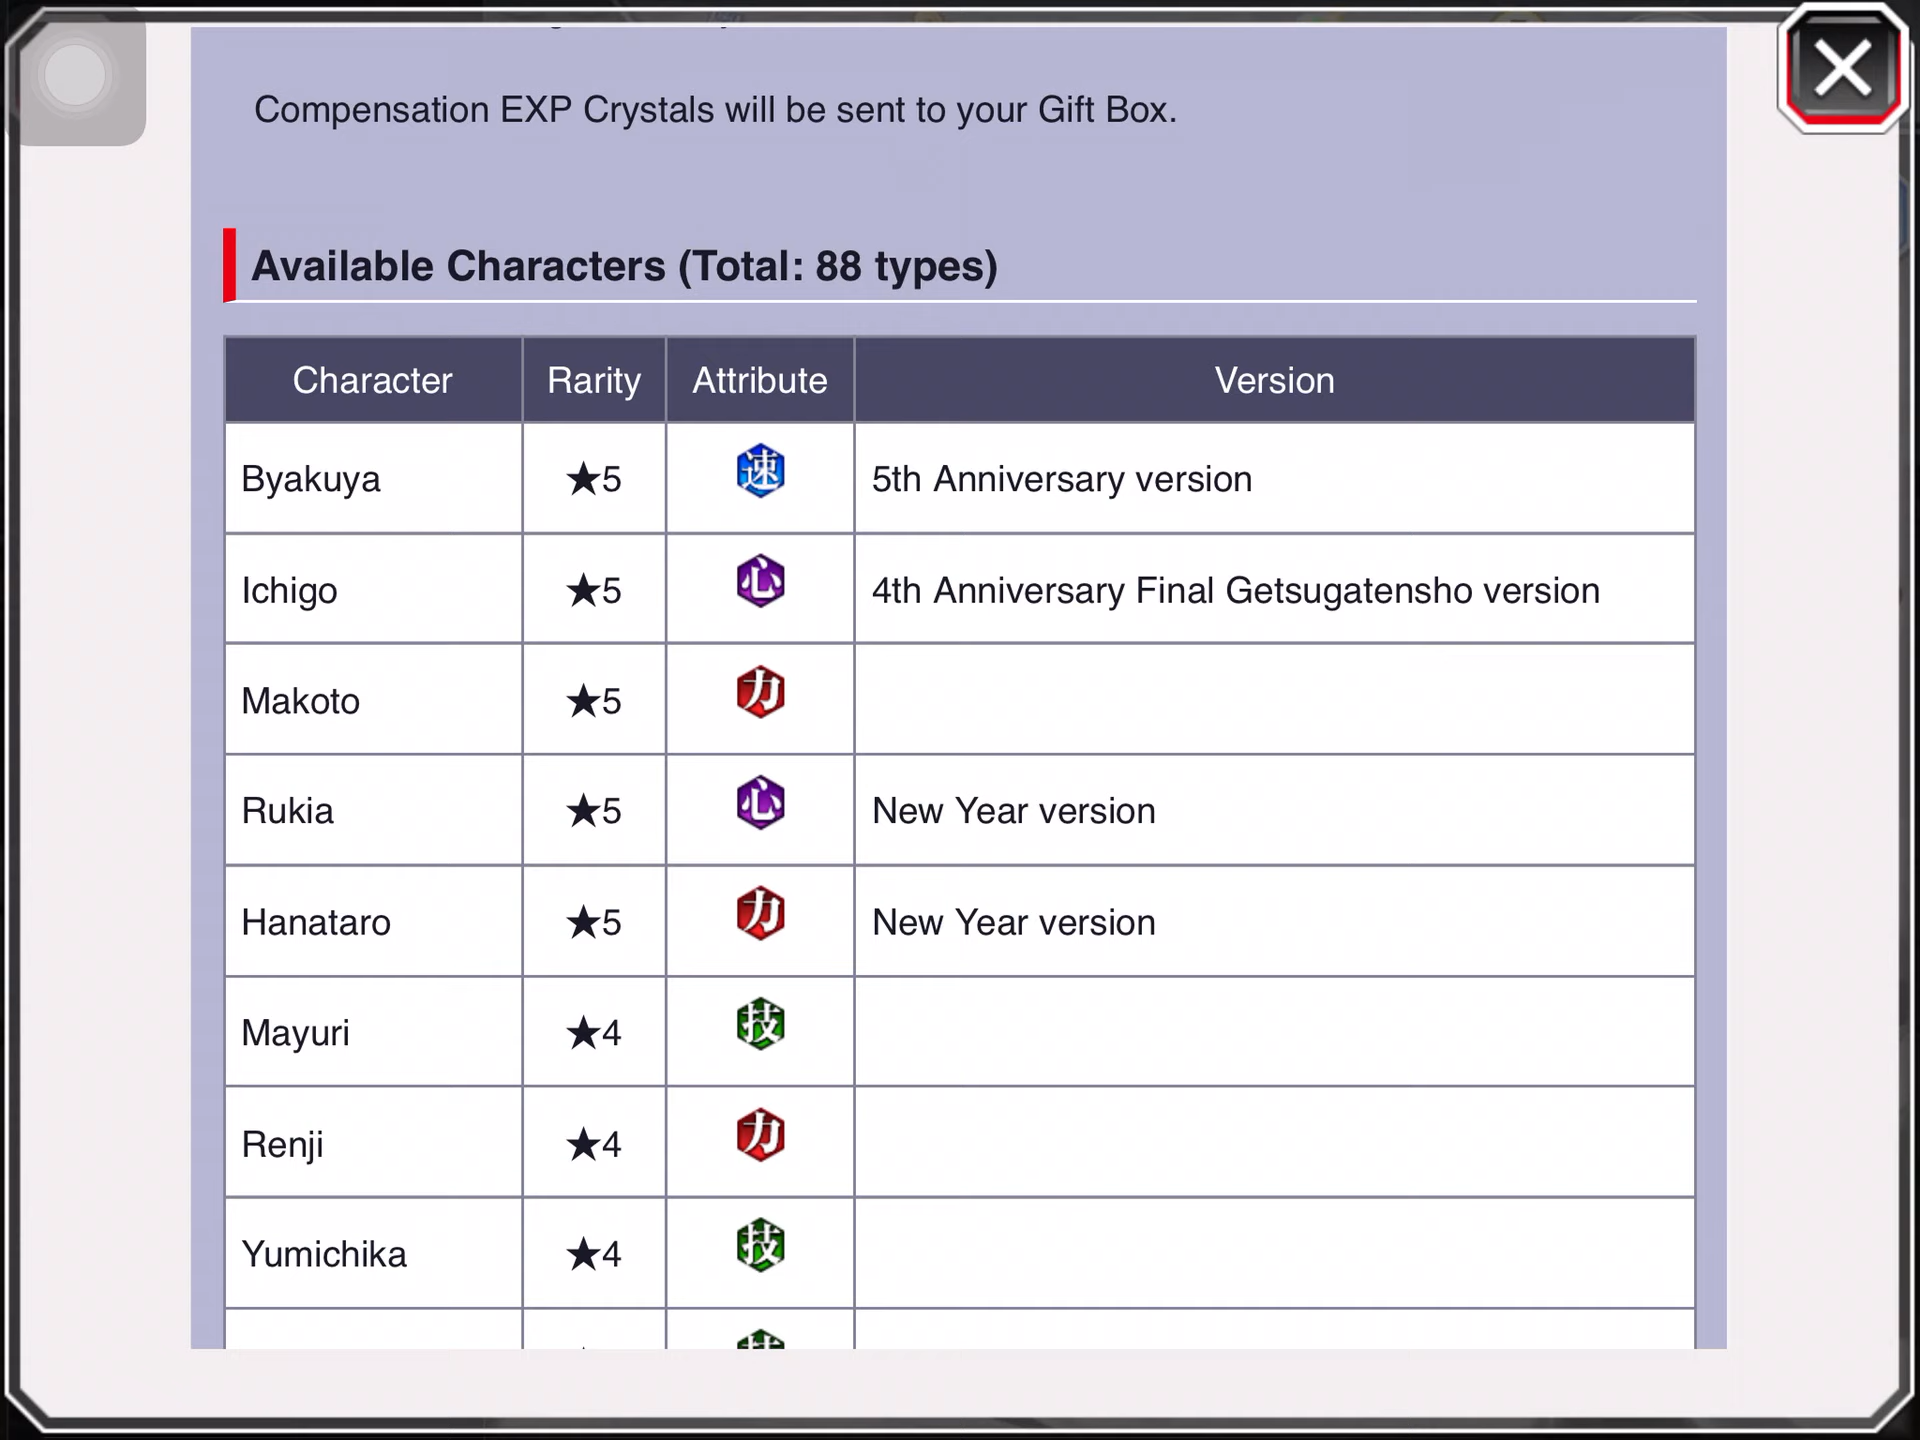 Compensation EXP Crystals will be sent to your Gift Box.
Available Characters (Total: 88 types)
Character Rarity Attribute Version
Byakuya ★5 速 5th Anniversary version
Ichigo ★5 心 4th Anniversary Final Getsugatensho version
Makoto ★5 力
Rukia ★5 心 New Year version
Hanataro ★5 力 New Year version
Mayuri ★4 技
Renji ★4 力
Yumichika ★4 技